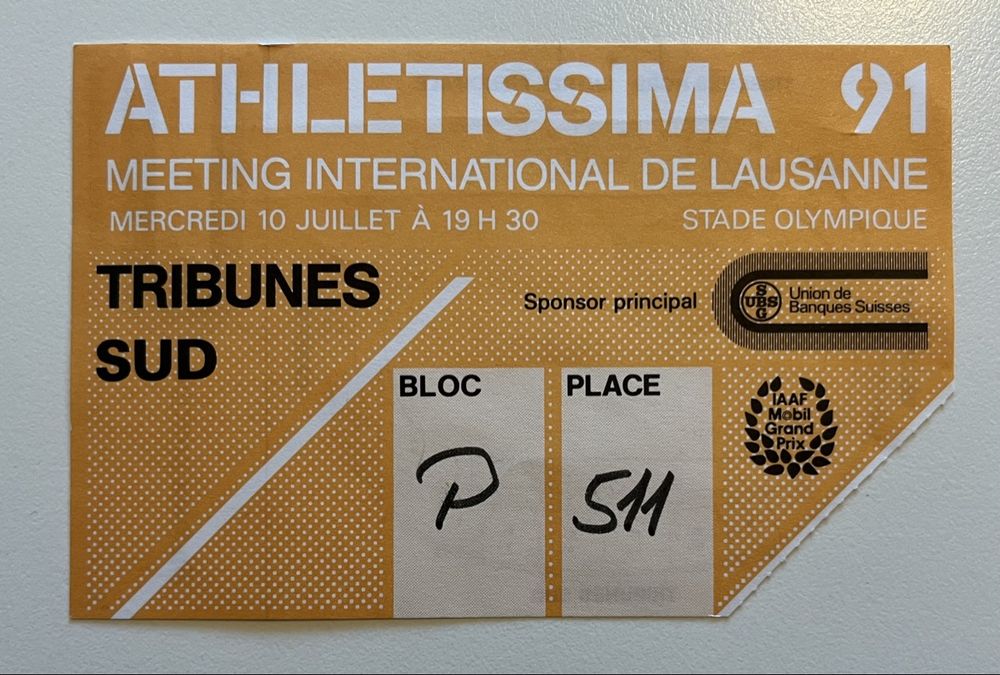 ATHLETISSIMA 91
MEETING INTERNATIONAL DE LAUSANNE
MERCREDI 10 JUILLET À 19 H 30 STADE OLYMPIQUE
TRIBUNES
SUD
Sponsor principal
UBS
SBG
Union de
Banques Suisses
BLOC
P
PLACE
511
IAAF
Mobil
Grand
Prix